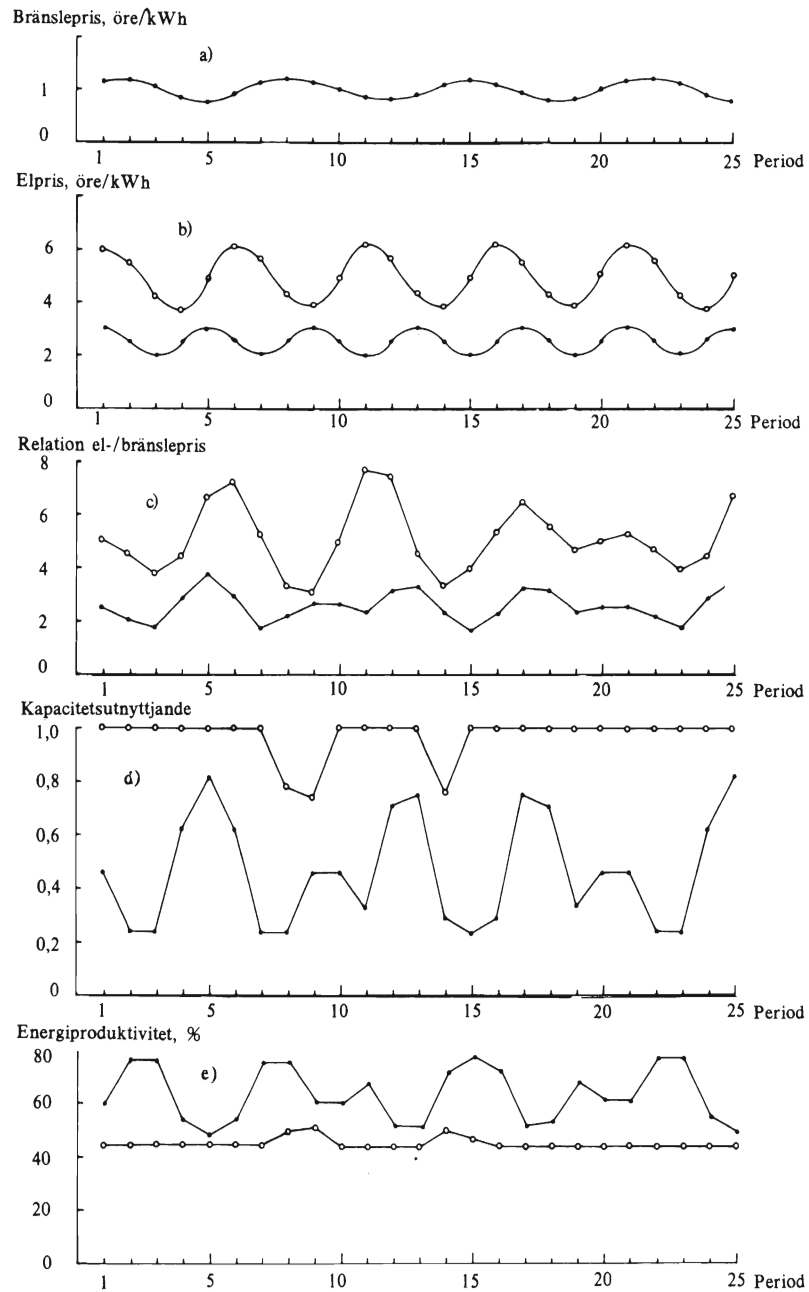 Bränslepris, öre/kWh
a)
1
0
1 5 10 15 20 25 Period
Elpris, öre/kWh
b)
6
4
2
0
1 5 10 15 20 25 Period
Relation el-/bränslepris
8
c)
6
4
2
0
1 5 10 15 20 25 Period
Kapacitetsutnyttjande
1,0
d)
0,8
0,6
0,4
0,2
0
1 5 10 15 20 25 Period
Energiproduktivitet, %
80
e)
60
40
20
0
1 5 10 15 20 25 Period